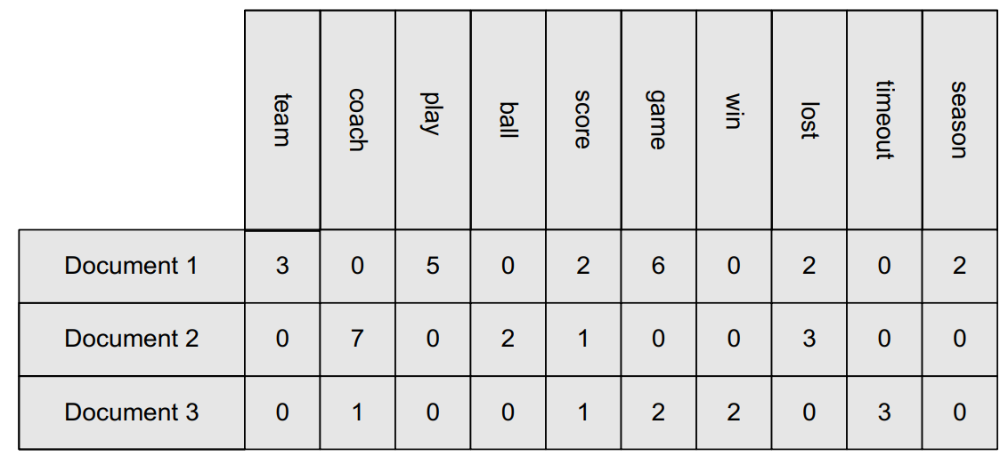 team coach play ball score game win lost timeout season
Document 1 3 0 5 0 2 6 0 2 0 2
Document 2 0 7 0 2 1 0 0 3 0 0
Document 3 0 1 0 0 1 2 2 0 3 0